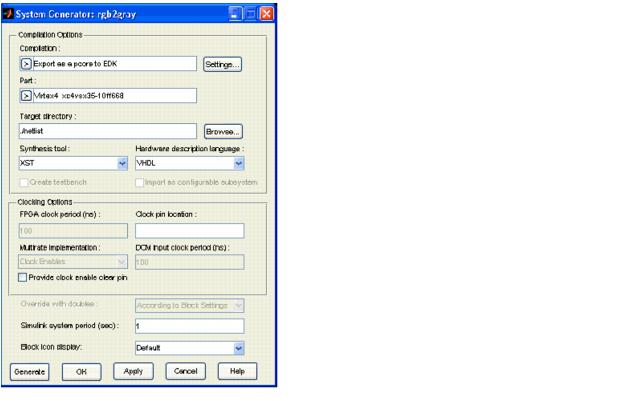 System Generator: rgb2gray
Compilation Options
Compilation :
> Export as a pcore to EDK Settings...
Part :
> Virtex4 xc4vsx35-10ff668
Target directory :
./netlist Browse...
Synthesis tool : Hardware description language :
XST VHDL
Create testbench Import as configurable subsystem
Clocking Options
FPGA clock period (ns) : Clock pin location :
100
Multirate implementation : DCM input clock period (ns) :
Clock Enables 100
Provide clock enable clear pin
Override with doubles : According to Block Settings
Simulink system period (sec) : 1
Block icon display: Default
Generate OK Apply Cancel Help